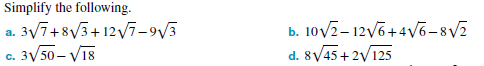 Simplify the following.
a. 3√7+8√3+12√7−9√3 b. 10√2−12√6+4√6−8√2
c. 3√50−√18 d. 8√45+2√125